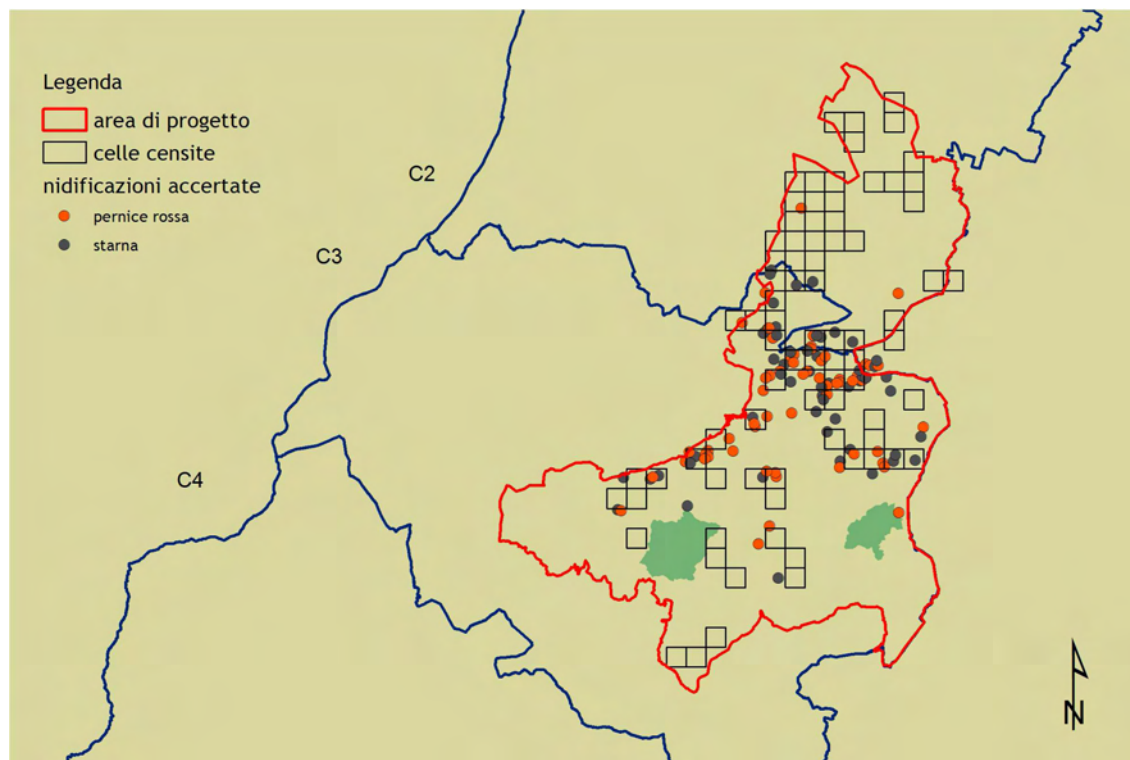 Legenda
area di progetto
celle censite
nidificazioni accertate
pernice rossa
starna
C2
C3
C4
N